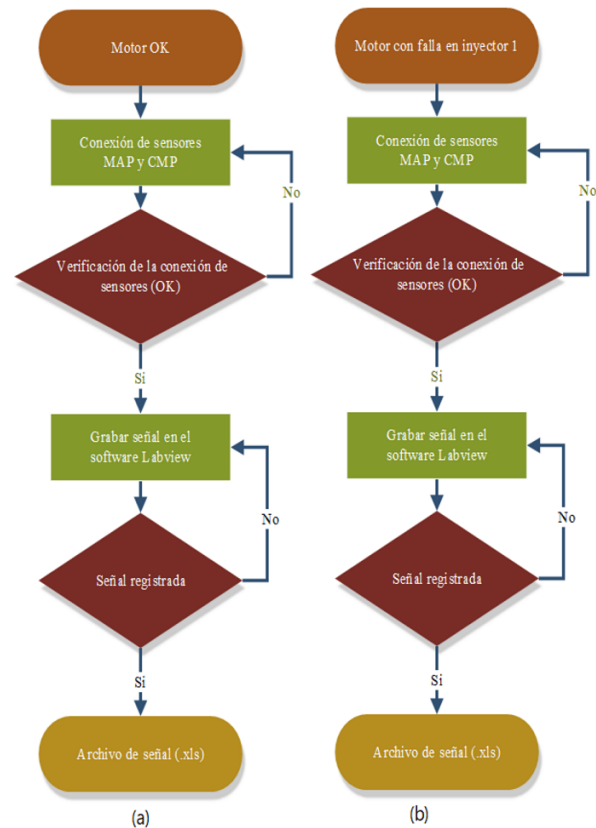 Motor OK
Conexión de sensores
MAP y CMP
No
Verificación de la conexión de
sensores (OK)
Si
Grabar señal en el
software Labview
No
Señal registrada
Si
Archivo de señal (.xls)
(a)
Motor con falla en inyector 1
Conexión de sensores
MAP y CMP
No
Verificación de la conexión de
sensores (OK)
Si
Grabar señal en el
software Labview
No
Señal registrada
Si
Archivo de señal (.xls)
(b)